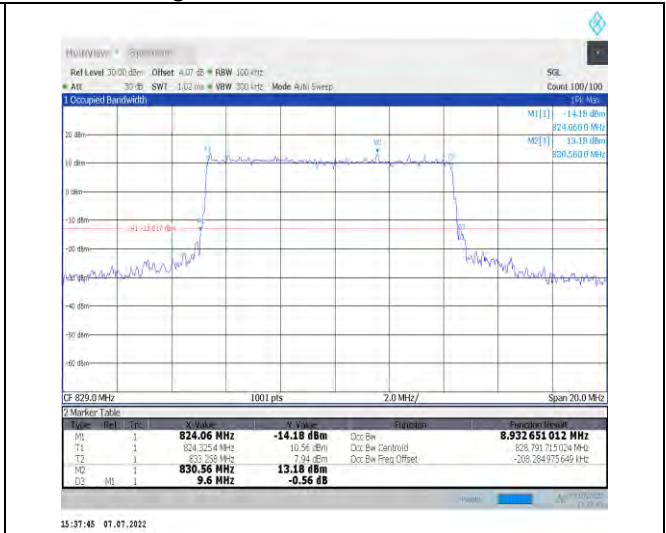 MultiView Spectrum
Ref Level 30.00 dBm Offset 4.07 dB RBW 100 kHz SGL
Att 30 dB SWT 1.02 ms VBW 300 kHz Mode Auto Sweep Count 100/100
1 Occupied Bandwidth 1Pk Max
M1[1] -14.18 dBm
824.0600 MHz
M2[1] 13.18 dBm
830.5600 MHz
20 dBm
10 dBm
0 dBm
-10 dBm
-20 dBm
-30 dBm
-40 dBm
-50 dBm
-60 dBm
CF 829.0 MHz 1001 pts 2.0 MHz/ Span 20.0 MHz
2 Marker Table
Type Ref Trc X-Value Y-Value Function Function Result
M1 1 824.06 MHz -14.18 dBm Occ Bw 8.932 651 012 MHz
T1 1 824.3254 MHz 10.56 dBm Occ Bw Centroid 828.791 715 024 MHz
T2 1 833.258 MHz 7.94 dBm Occ Bw Freq Offset -208.284 975 649 kHz
M2 1 830.56 MHz 13.18 dBm
D3 M1 1 9.6 MHz -0.56 dB
15:37:45 07.07.2022